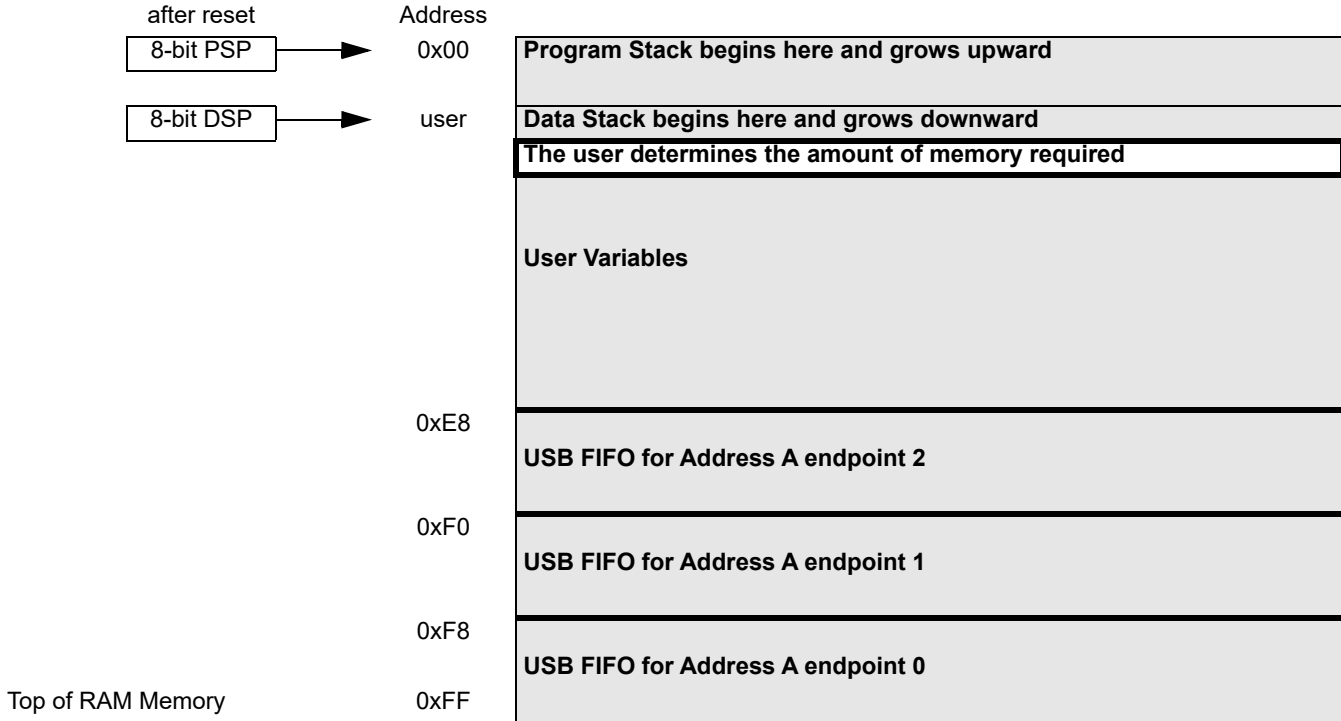 after reset Address
8-bit PSP 0x00 Program Stack begins here and grows upward
8-bit DSP user Data Stack begins here and grows downward
The user determines the amount of memory required
User Variables
0xE8
USB FIFO for Address A endpoint 2
0xF0
USB FIFO for Address A endpoint 1
0xF8
USB FIFO for Address A endpoint 0
Top of RAM Memory 0xFF